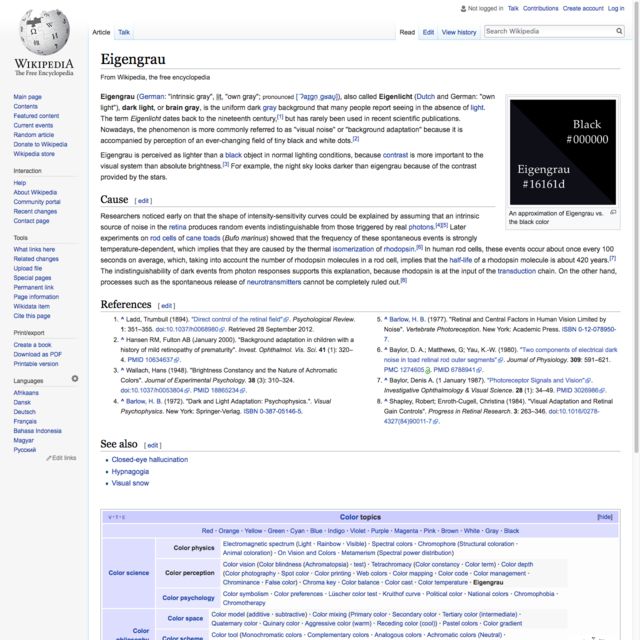 Not logged in Talk Contributions Create account Log in
Article Talk Read Edit View history Search Wikipedia
WIKIPEDIA
The Free Encyclopedia
Main page
Contents
Featured content
Current events
Random article
Donate to Wikipedia
Wikipedia store
Interaction
Help
About Wikipedia
Community portal
Recent changes
Contact page
Tools
What links here
Related changes
Upload file
Special pages
Permanent link
Page information
Wikidata item
Cite this page
Print/export
Create a book
Download as PDF
Printable version
Languages
Afrikaans
Dansk
Deutsch
Français
Bahasa Indonesia
Magyar
Русский
Edit links
Eigengrau
From Wikipedia, the free encyclopedia
Eigengrau (German: "intrinsic gray", lit. "own gray"; pronounced [ˈʔaɪ̯gn̩ˌgʁaʊ̯]), also called Eigenlicht (Dutch and German: "own
light"), dark light, or brain gray, is the uniform dark gray background that many people report seeing in the absence of light.
The term Eigenlicht dates back to the nineteenth century,[1] but has rarely been used in recent scientific publications.
Nowadays, the phenomenon is more commonly referred to as "visual noise" or "background adaptation" because it is
accompanied by perception of an ever-changing field of tiny black and white dots.[2]
Eigengrau is perceived as lighter than a black object in normal lighting conditions, because contrast is more important to the
visual system than absolute brightness.[3] For example, the night sky looks darker than eigengrau because of the contrast
provided by the stars.
Black
#000000
Eigengrau
#16161d
An approximation of Eigengrau vs.
the black color
Cause [ edit ]
Researchers noticed early on that the shape of intensity-sensitivity curves could be explained by assuming that an intrinsic
source of noise in the retina produces random events indistinguishable from those triggered by real photons.[4][5] Later
experiments on rod cells of cane toads (Bufo marinus) showed that the frequency of these spontaneous events is strongly
temperature-dependent, which implies that they are caused by the thermal isomerization of rhodopsin.[6] In human rod cells, these events occur about once every 100
seconds on average, which, taking into account the number of rhodopsin molecules in a rod cell, implies that the half-life of a rhodopsin molecule is about 420 years.[7]
The indistinguishability of dark events from photon responses supports this explanation, because rhodopsin is at the input of the transduction chain. On the other hand,
processes such as the spontaneous release of neurotransmitters cannot be completely ruled out.[8]
References [ edit ]
1. ^ Ladd, Trumbull (1894). "Direct control of the retinal field". Psychological Review.
1: 351–355. doi:10.1037/h0068980. Retrieved 28 September 2012.
2. ^ Hansen RM, Fulton AB (January 2000). "Background adaptation in children with a
history of mild retinopathy of prematurity". Invest. Ophthalmol. Vis. Sci. 41 (1): 320–
4. PMID 10634637.
3. ^ Wallach, Hans (1948). "Brightness Constancy and the Nature of Achromatic
Colors". Journal of Experimental Psychology. 38 (3): 310–324.
doi:10.1037/h0053804. PMID 18865234.
4. ^ Barlow, H. B. (1972). "Dark and Light Adaptation: Psychophysics.". Visual
Psychophysics. New York: Springer-Verlag. ISBN 0-387-05146-5.
5. ^ Barlow, H. B. (1977). "Retinal and Central Factors in Human Vision Limited by
Noise". Vertebrate Photoreception. New York: Academic Press. ISBN 0-12-078950-
7.
6. ^ Baylor, D. A.; Matthews, G; Yau, K.-W. (1980). "Two components of electrical dark
noise in toad retinal rod outer segments". Journal of Physiology. 309: 591–621.
PMC 1274605. PMID 6788941.
7. ^ Baylor, Denis A. (1 January 1987). "Photoreceptor Signals and Vision".
Investigative Ophthalmology & Visual Science. 28 (1): 34–49. PMID 3026986.
8. ^ Shapley, Robert; Enroth-Cugell, Christina (1984). "Visual Adaptation and Retinal
Gain Controls". Progress in Retinal Research. 3: 263–346. doi:10.1016/0278-
4327(84)90011-7.
See also [ edit ]
Closed-eye hallucination
Hypnagogia
Visual snow
V · T · E Color topics [hide]
Red · Orange · Yellow · Green · Cyan · Blue · Indigo · Violet · Purple · Magenta · Pink · Brown · White · Gray · Black
Color science
Color physics
Electromagnetic spectrum (Light · Rainbow · Visible) · Spectral colors · Chromophore (Structural coloration ·
Animal coloration) · On Vision and Colors · Metamerism (Spectral power distribution)
Color perception
Color vision (Color blindness (Achromatopsia) · test) · Tetrachromacy (Color constancy · Color term) · Color depth
(Color photography · Spot color · Color printing · Web colors · Color mapping · Color code · Color management ·
Chrominance · False color) · Chroma key · Color balance · Color cast · Color temperature · Eigengrau
Color psychology
Color symbolism · Color preferences · Lüscher color test · Kruithof curve · Political color · National colors · Chromophobia ·
Chromotherapy
Color
Color space
Color model (additive · subtractive) · Color mixing (Primary color · Secondary color · Tertiary color (intermediate) ·
Quaternary color · Quinary color · Aggressive color (warm) · Receding color (cool)) · Pastel colors · Color gradient
Color scheme
Color tool (Monochromatic colors · Complementary colors · Analogous colors · Achromatic colors (Neutral) ·